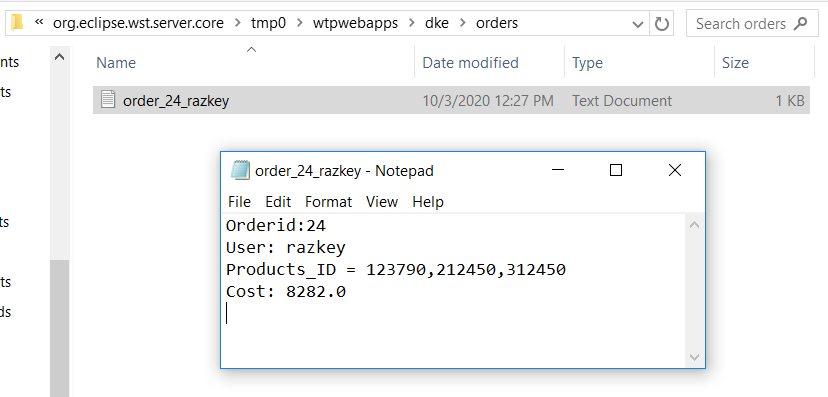 « org.eclipse.wst.server.core > tmp0 > wtpwebapps > dke > orders
Search orders
Name Date modified Type Size
order_24_razkey 10/3/2020 12:27 PM Text Document 1 KB
nts
ts
ts
ts
ds
order_24_razkey - Notepad
File Edit Format View Help
Orderid:24
User: razkey
Products_ID = 123790,212450,312450
Cost: 8282.0